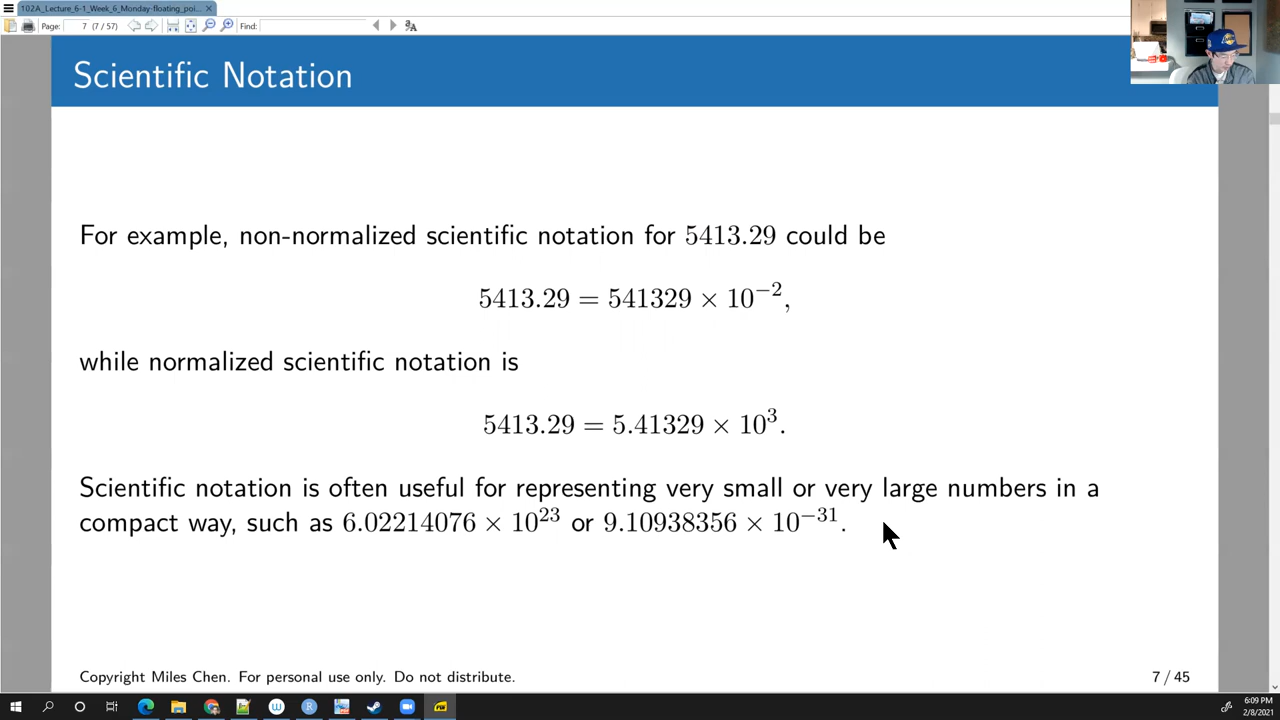 102A_Lecture_6-1_Week_6_Monday-floating_poi...
Page: 7 (7 / 57) Find:
Scientific Notation
For example, non-normalized scientific notation for 5413.29 could be
5413.29 = 541329 × 10⁻²,
while normalized scientific notation is
5413.29 = 5.41329 × 10³.
Scientific notation is often useful for representing very small or very large numbers in a
compact way, such as 6.02214076 × 10²³ or 9.10938356 × 10⁻³¹.
Copyright Miles Chen. For personal use only. Do not distribute. 7 / 45
6:09 PM
2/8/2021